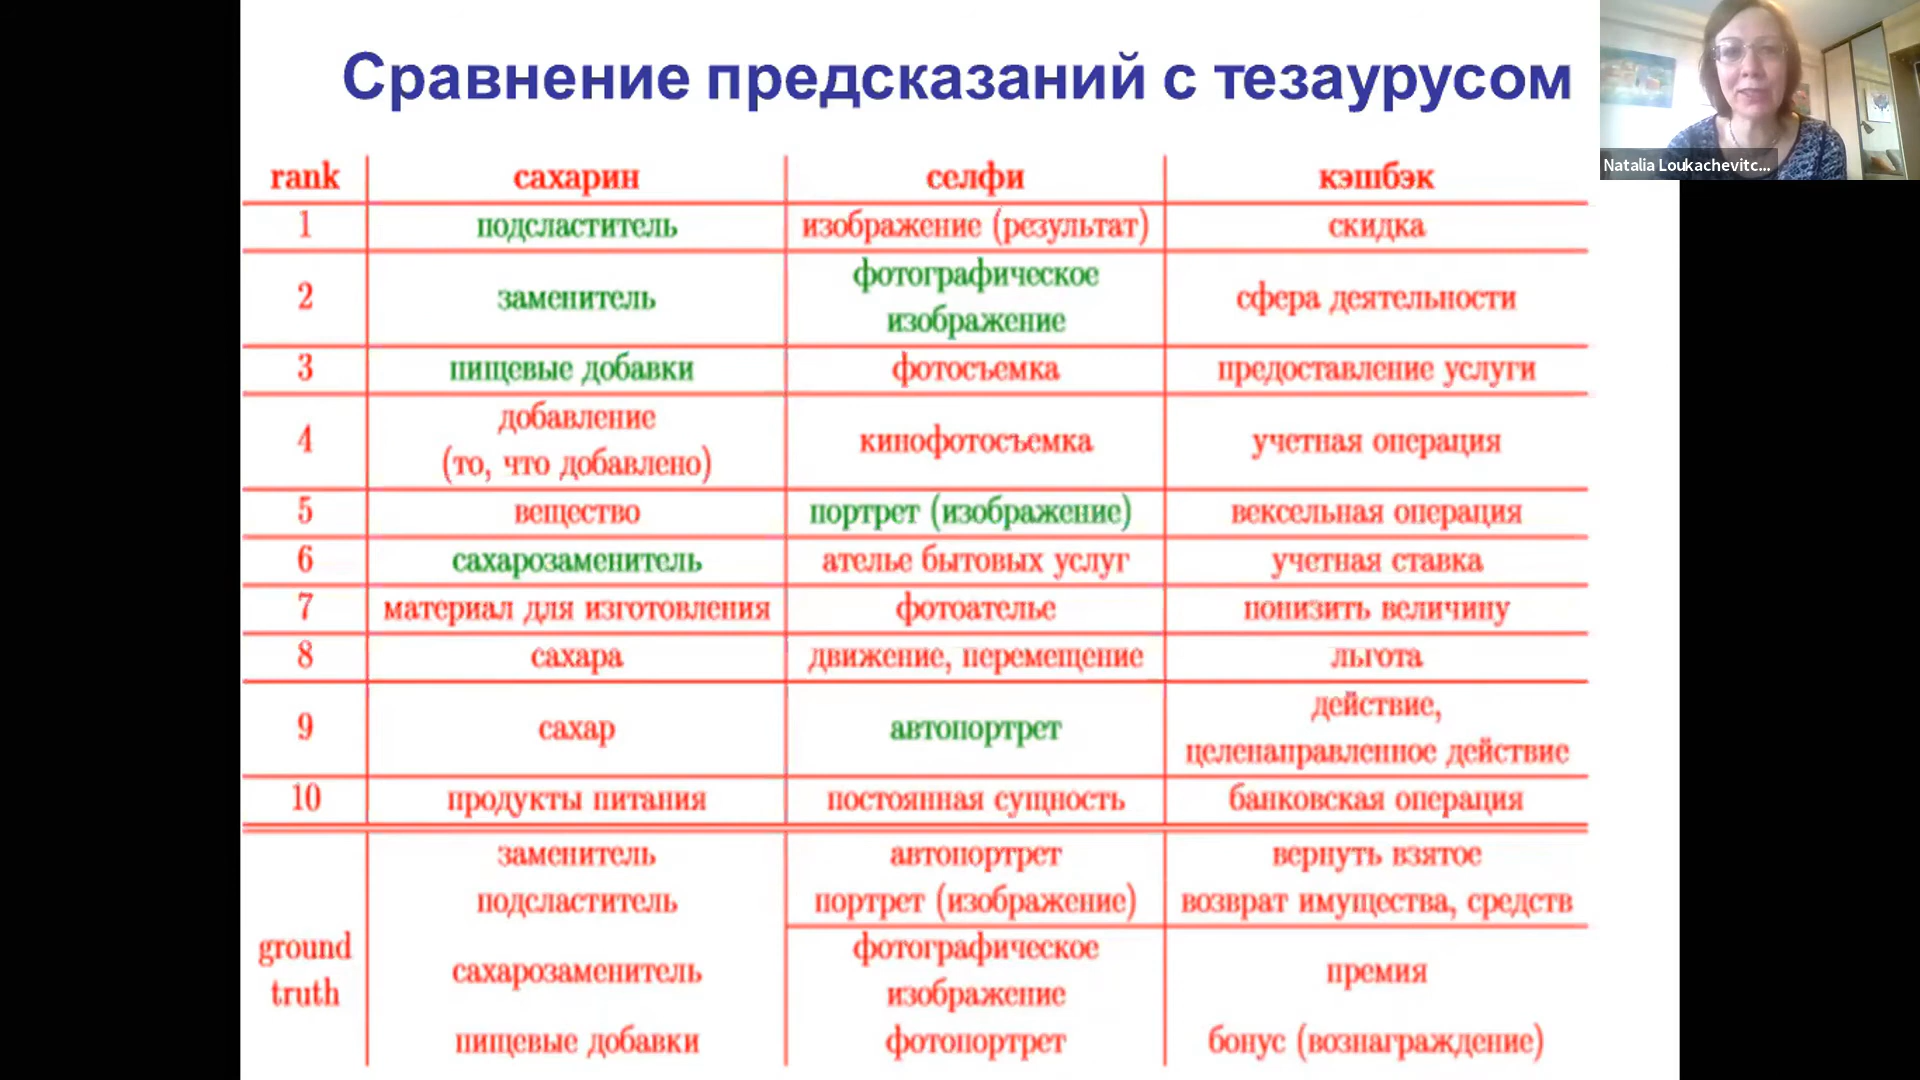 Сравнение предсказаний с тезаурусом
Natalia Loukachevitc...
rank сахарин селфи кэшбэк
1 подсластитель изображение (результат) скидка
2 заменитель фотографическое изображение сфера деятельности
3 пищевые добавки фотосъемка предоставление услуги
4 добавление (то, что добавлено) кинофотосъемка учетная операция
5 вещество портрет (изображение) вексельная операция
6 сахарозаменитель ателье бытовых услуг учетная ставка
7 материал для изготовления фотоателье понизить величину
8 сахара движение, перемещение льгота
9 сахар автопортрет действие, целенаправленное действие
10 продукты питания постоянная сущность банковская операция
ground truth
заменитель автопортрет вернуть взятое
подсластитель портрет (изображение) возврат имущества, средств
сахарозаменитель фотографическое изображение премия
пищевые добавки фотопортрет бонус (вознаграждение)